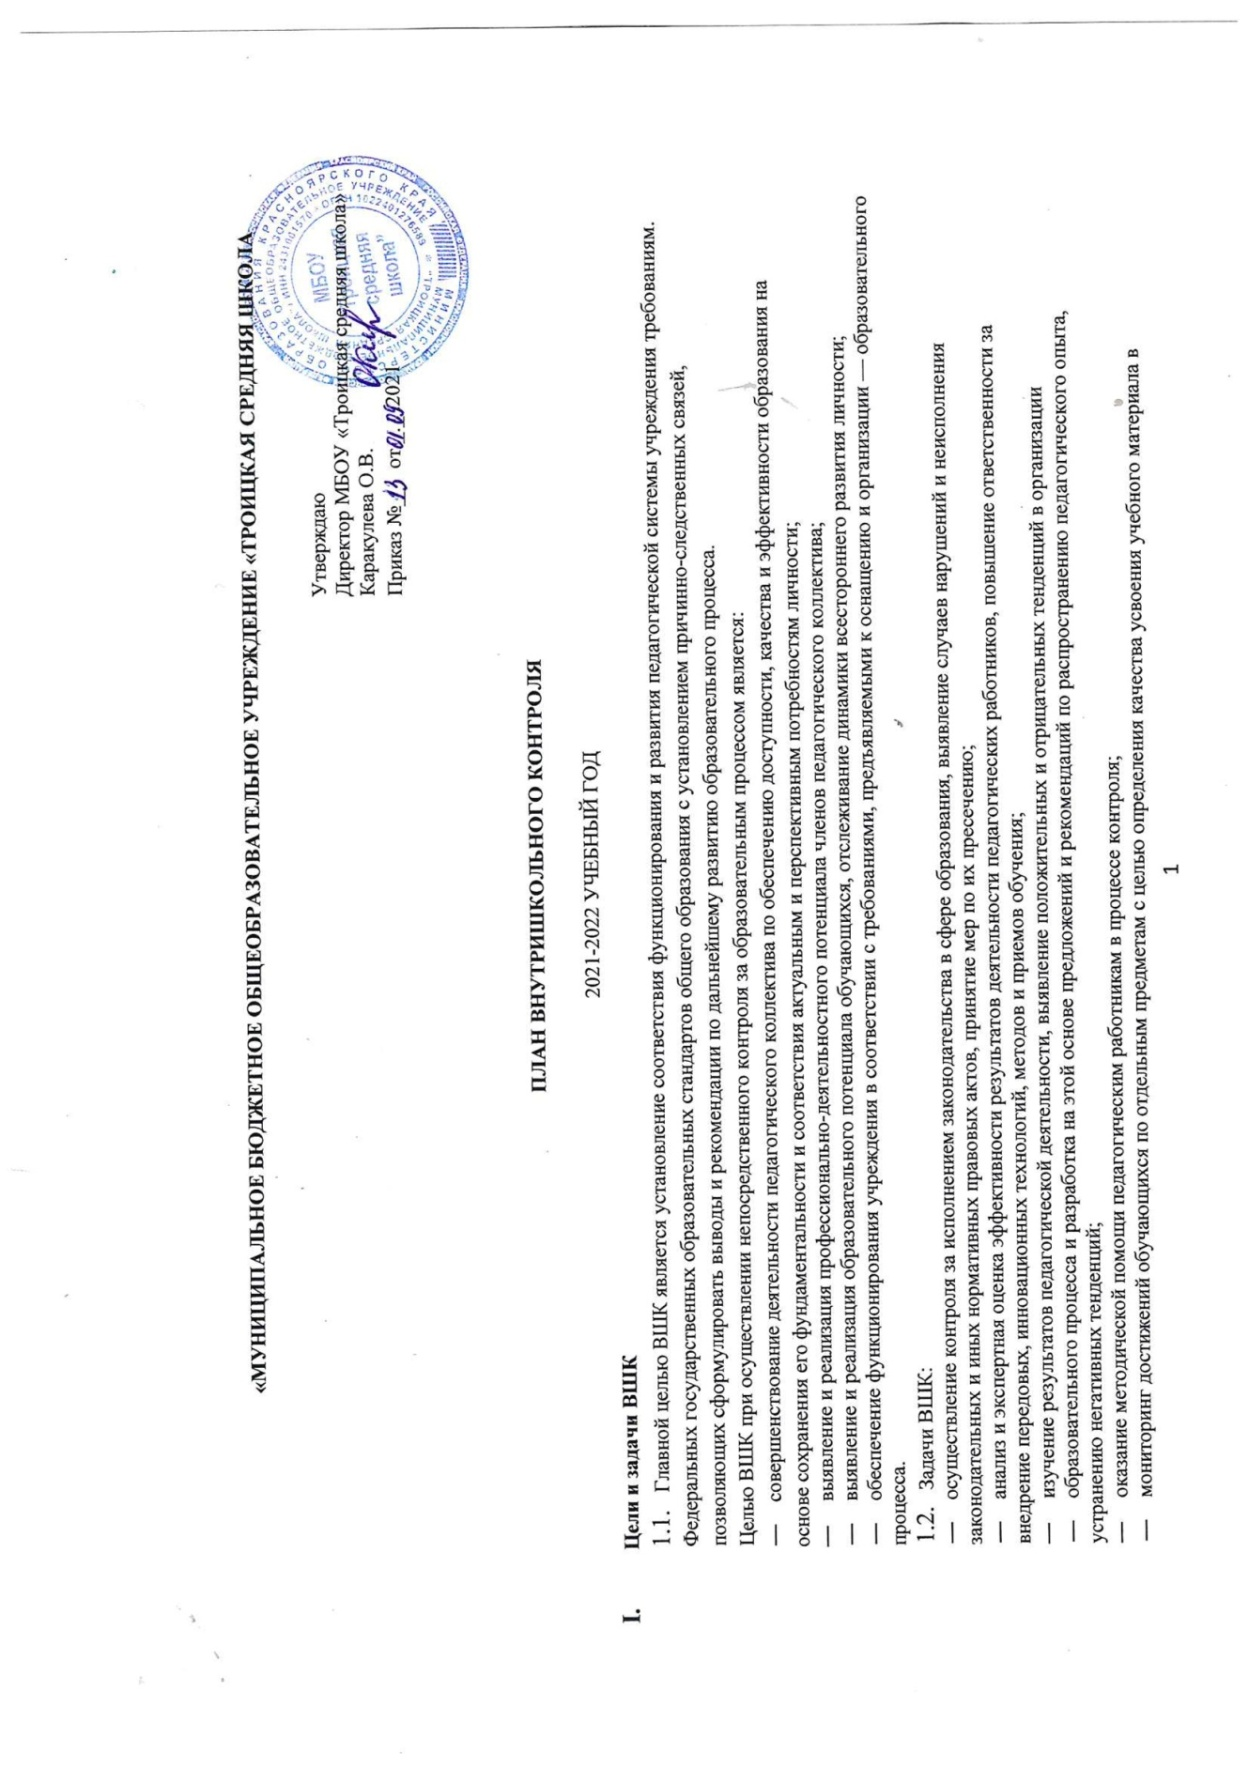 «МУНИЦИПАЛЬНОЕ БЮДЖЕТНОЕ ОБЩЕОБРАЗОВАТЕЛЬНОЕ УЧРЕЖДЕНИЕ «ТРОИЦКАЯ СРЕДНЯЯ ШКОЛА
Утверждаю
Директор МБОУ «Троицкая средняя школа»
Каракулева О.В.
Приказ № 13 от 01.09 2021
МБОУ
средняя
школа"
ПЛАН ВНУТРИШКОЛЬНОГО КОНТРОЛЯ
2021-2022 УЧЕБНЫЙ ГОД
I. Цели и задачи ВШК
1.1. Главной целью ВШК является установление соответствия функционирования и развития педагогической системы учреждения требованиям.
Федеральных государственных образовательных стандартов общего образования с установлением причинно-следственных связей,
позволяющих сформулировать выводы и рекомендации по дальнейшему развитию образовательного процесса.
Целью ВШК при осуществлении непосредственного контроля за образовательным процессом является:
— совершенствование деятельности педагогического коллектива по обеспечению доступности, качества и эффективности образования на
основе сохранения его фундаментальности и соответствия актуальным и перспективным потребностям личности;
— выявление и реализация профессионально-деятельностного потенциала членов педагогического коллектива;
— выявление и реализация образовательного потенциала обучающихся, отслеживание динамики всестороннего развития личности;
— обеспечение функционирования учреждения в соответствии с требованиями, предъявляемыми к оснащению и организации — образовательного
процесса.
1.2. Задачи ВШК:
— осуществление контроля за исполнением законодательства в сфере образования, выявление случаев нарушений и неисполнения
законодательных и иных нормативных правовых актов, принятие мер по их пресечению;
— анализ и экспертная оценка эффективности результатов деятельности педагогических работников, повышение ответственности за
внедрение передовых, инновационных технологий, методов и приемов обучения;
— изучение результатов педагогической деятельности, выявление положительных и отрицательных тенденций в организации
— образовательного процесса и разработка на этой основе предложений и рекомендаций по распространению педагогического опыта,
устранению негативных тенденций;
— оказание методической помощи педагогическим работникам в процессе контроля;
— мониторинг достижений обучающихся по отдельным предметам с целью определения качества усвоения учебного материала в
1